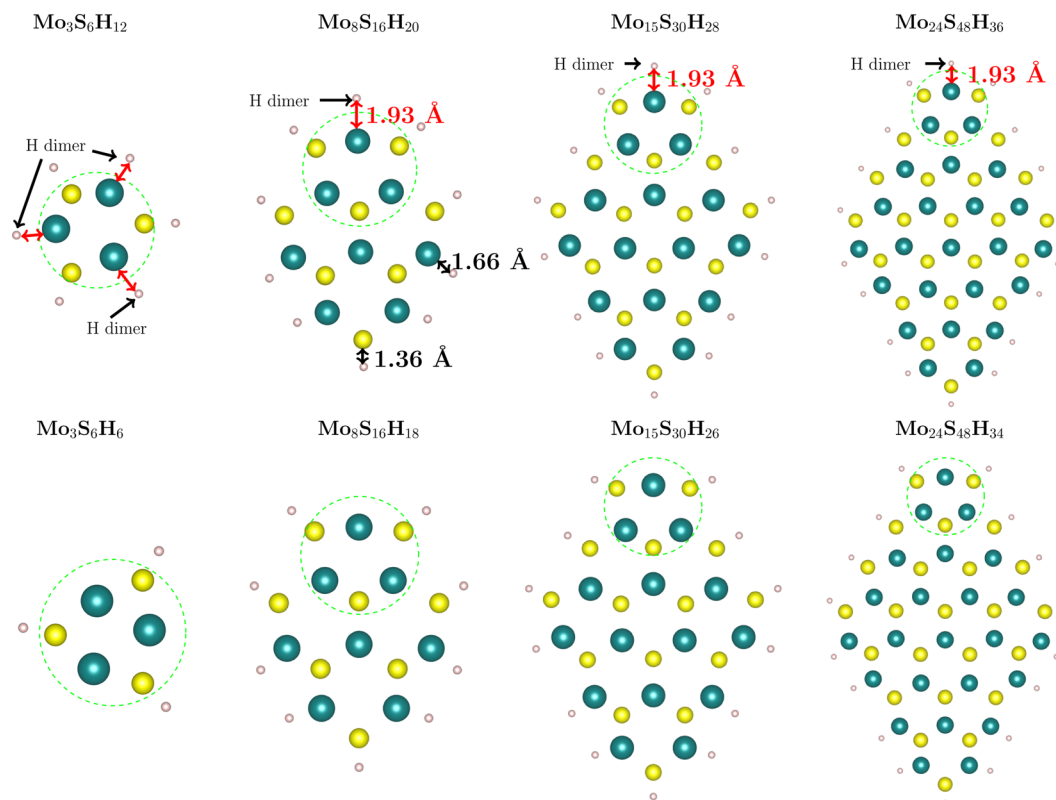 Mo₃S₆H₁₂
Mo₈S₁₆H₂₀
Mo₁₅S₃₀H₂₈
Mo₂₄S₄₈H₃₆
H dimer
H dimer
H dimer
1.93 Å
1.66 Å
1.36 Å
H dimer
1.93 Å
H dimer
1.93 Å
H dimer
Mo₃S₆H₆
Mo₈S₁₆H₁₈
Mo₁₅S₃₀H₂₆
Mo₂₄S₄₈H₃₄